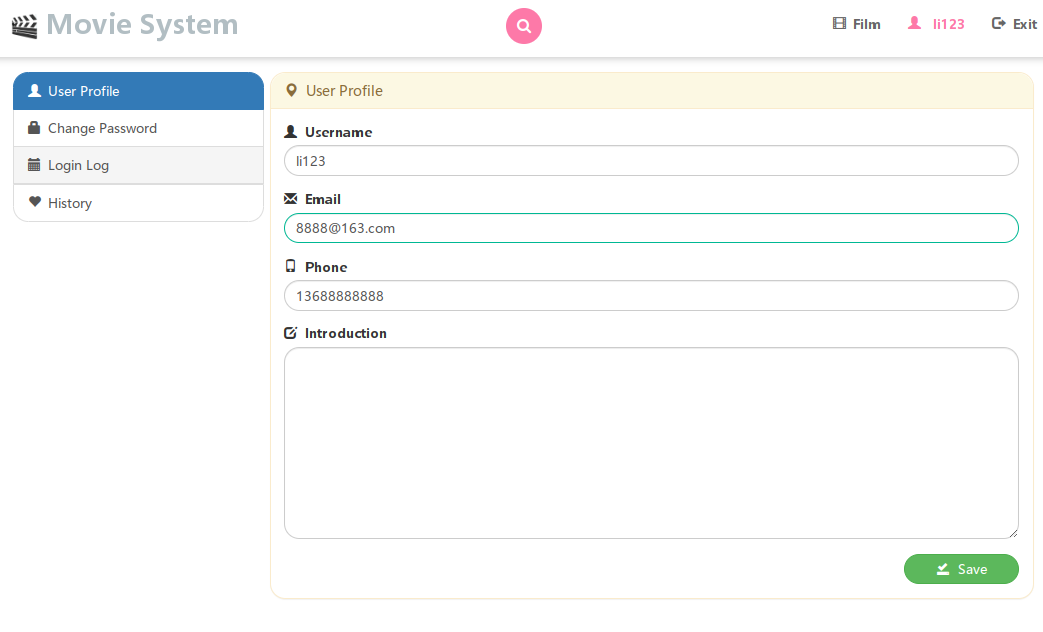 Movie System
Film
li123
Exit
User Profile
Change Password
Login Log
History
User Profile
Username
li123
Email
8888@163.com
Phone
13688888888
Introduction
Save